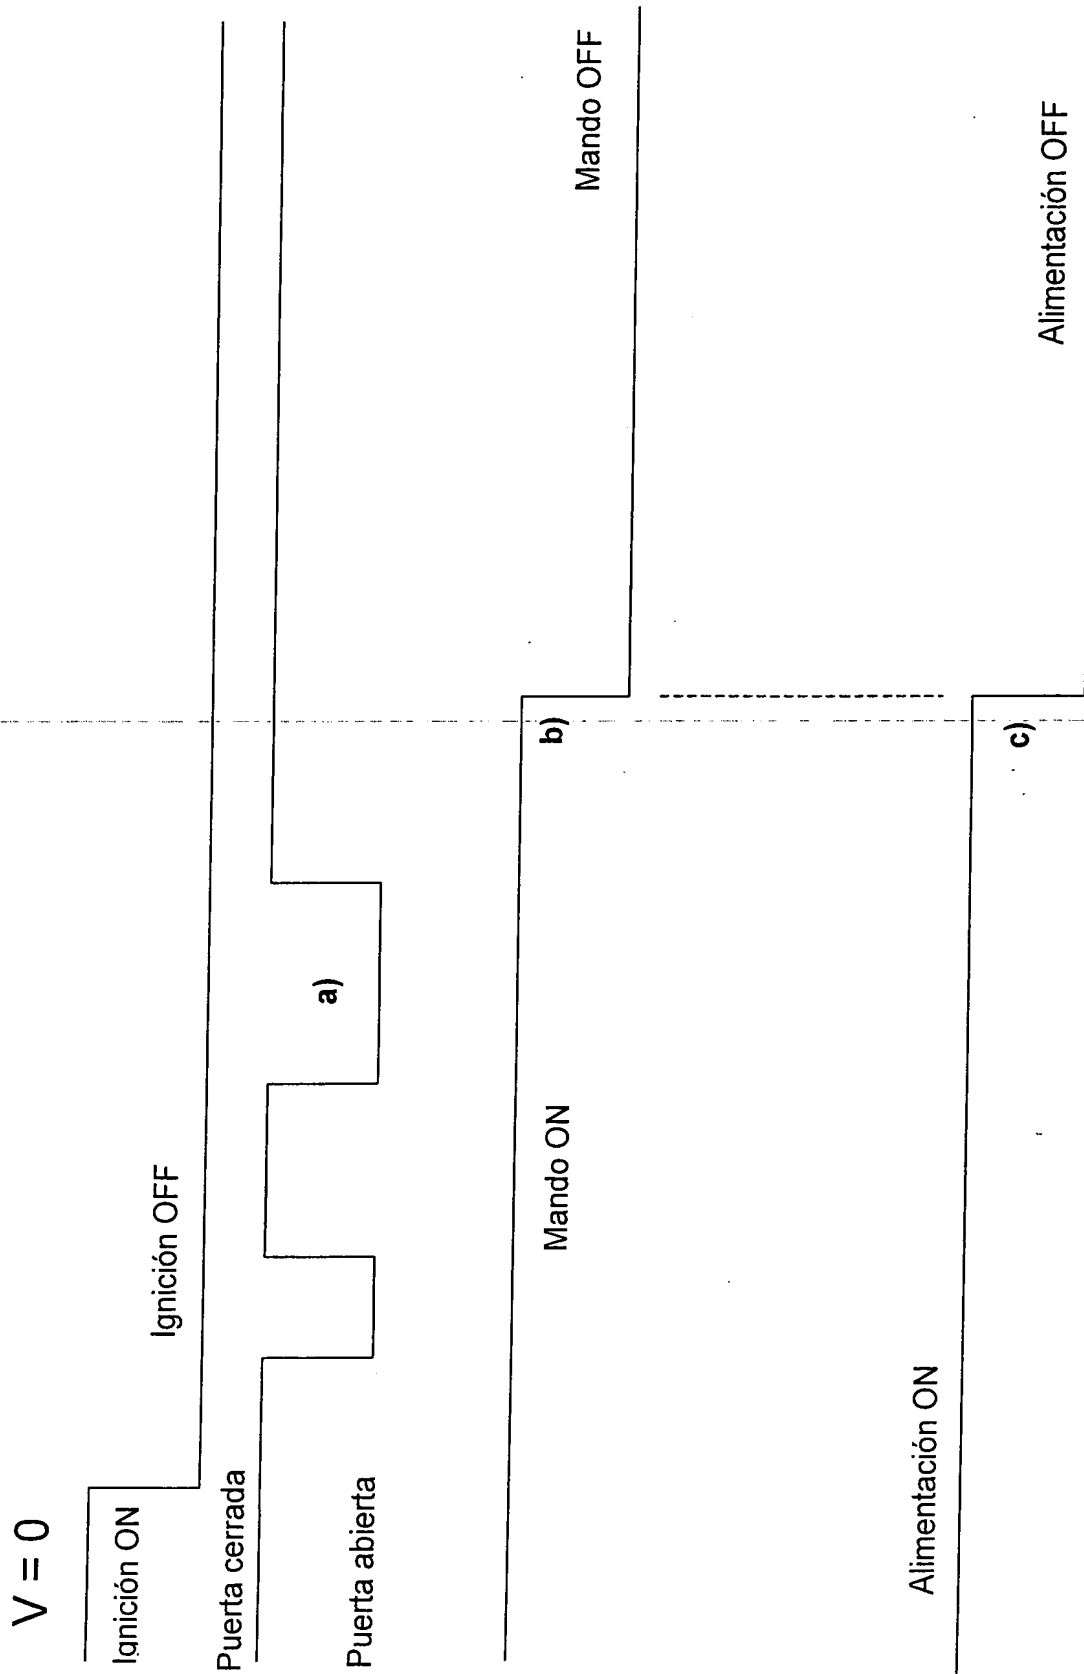 V = 0
Ignición ON
Ignición OFF
Puerta cerrada
Puerta abierta
a)
Mando ON
b)
Mando OFF
Alimentación ON
c)
Alimentación OFF